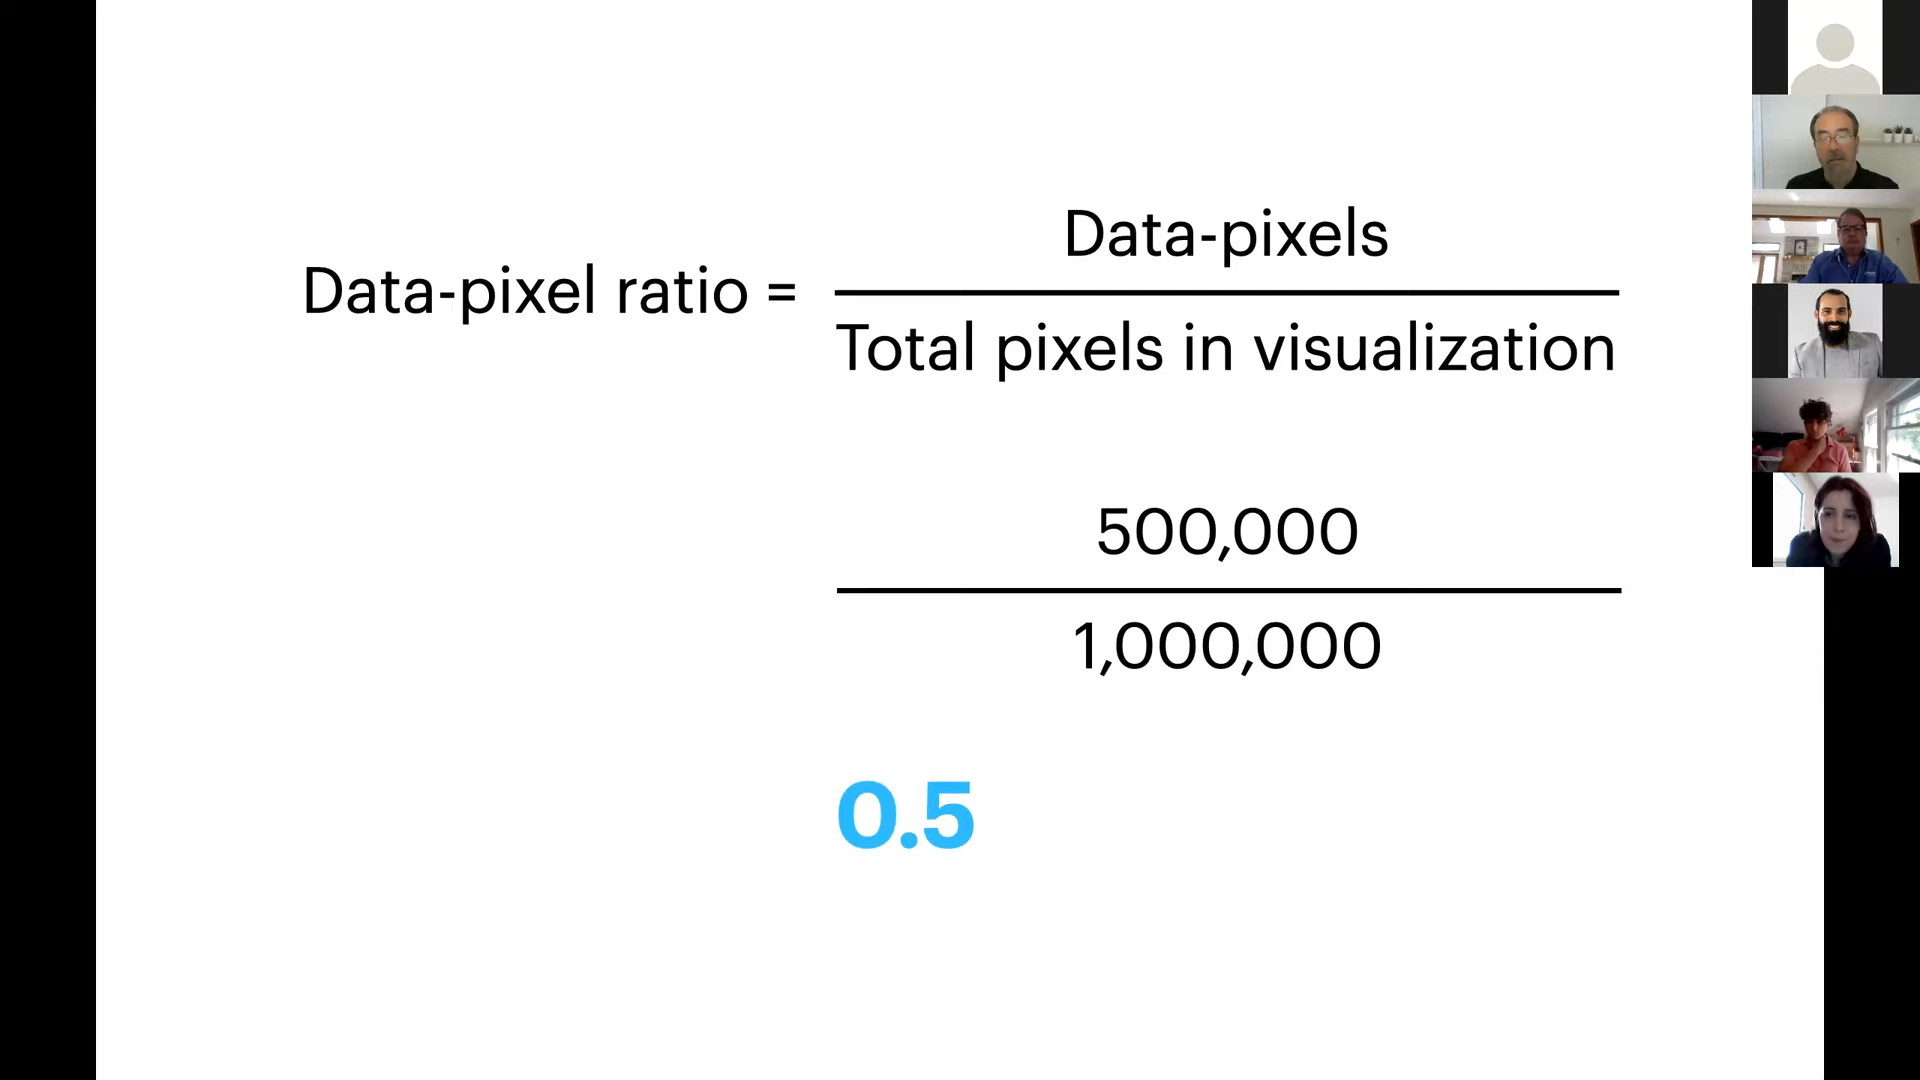 Data-pixel ratio =
Data-pixels
Total pixels in visualization
500,000
1,000,000
0.5